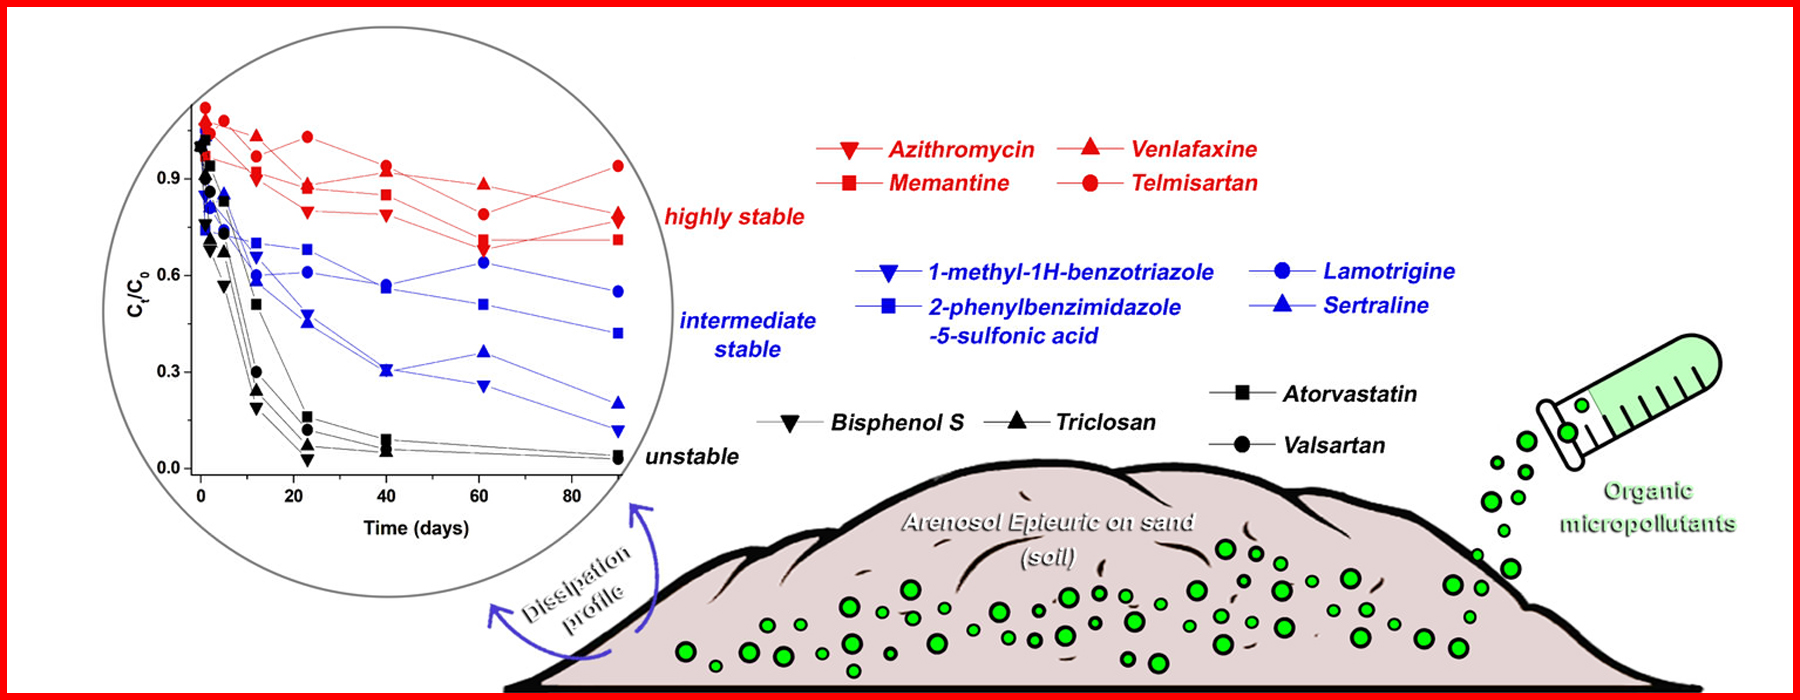 C_t/C_0
0.9
0.6
0.3
0.0
0 20 40 60 80
Time (days)
highly stable
intermediate
stable
unstable
Azithromycin Venlafaxine
Memantine Telmisartan
1-methyl-1H-benzotriazole Lamotrigine
2-phenylbenzimidazole Sertraline
-5-sulfonic acid
Atorvastatin
Bisphenol S Triclosan
Valsartan
Organic
micropollutants
Arenosol Epieuric on sand
(soil)
Dissipation
profile